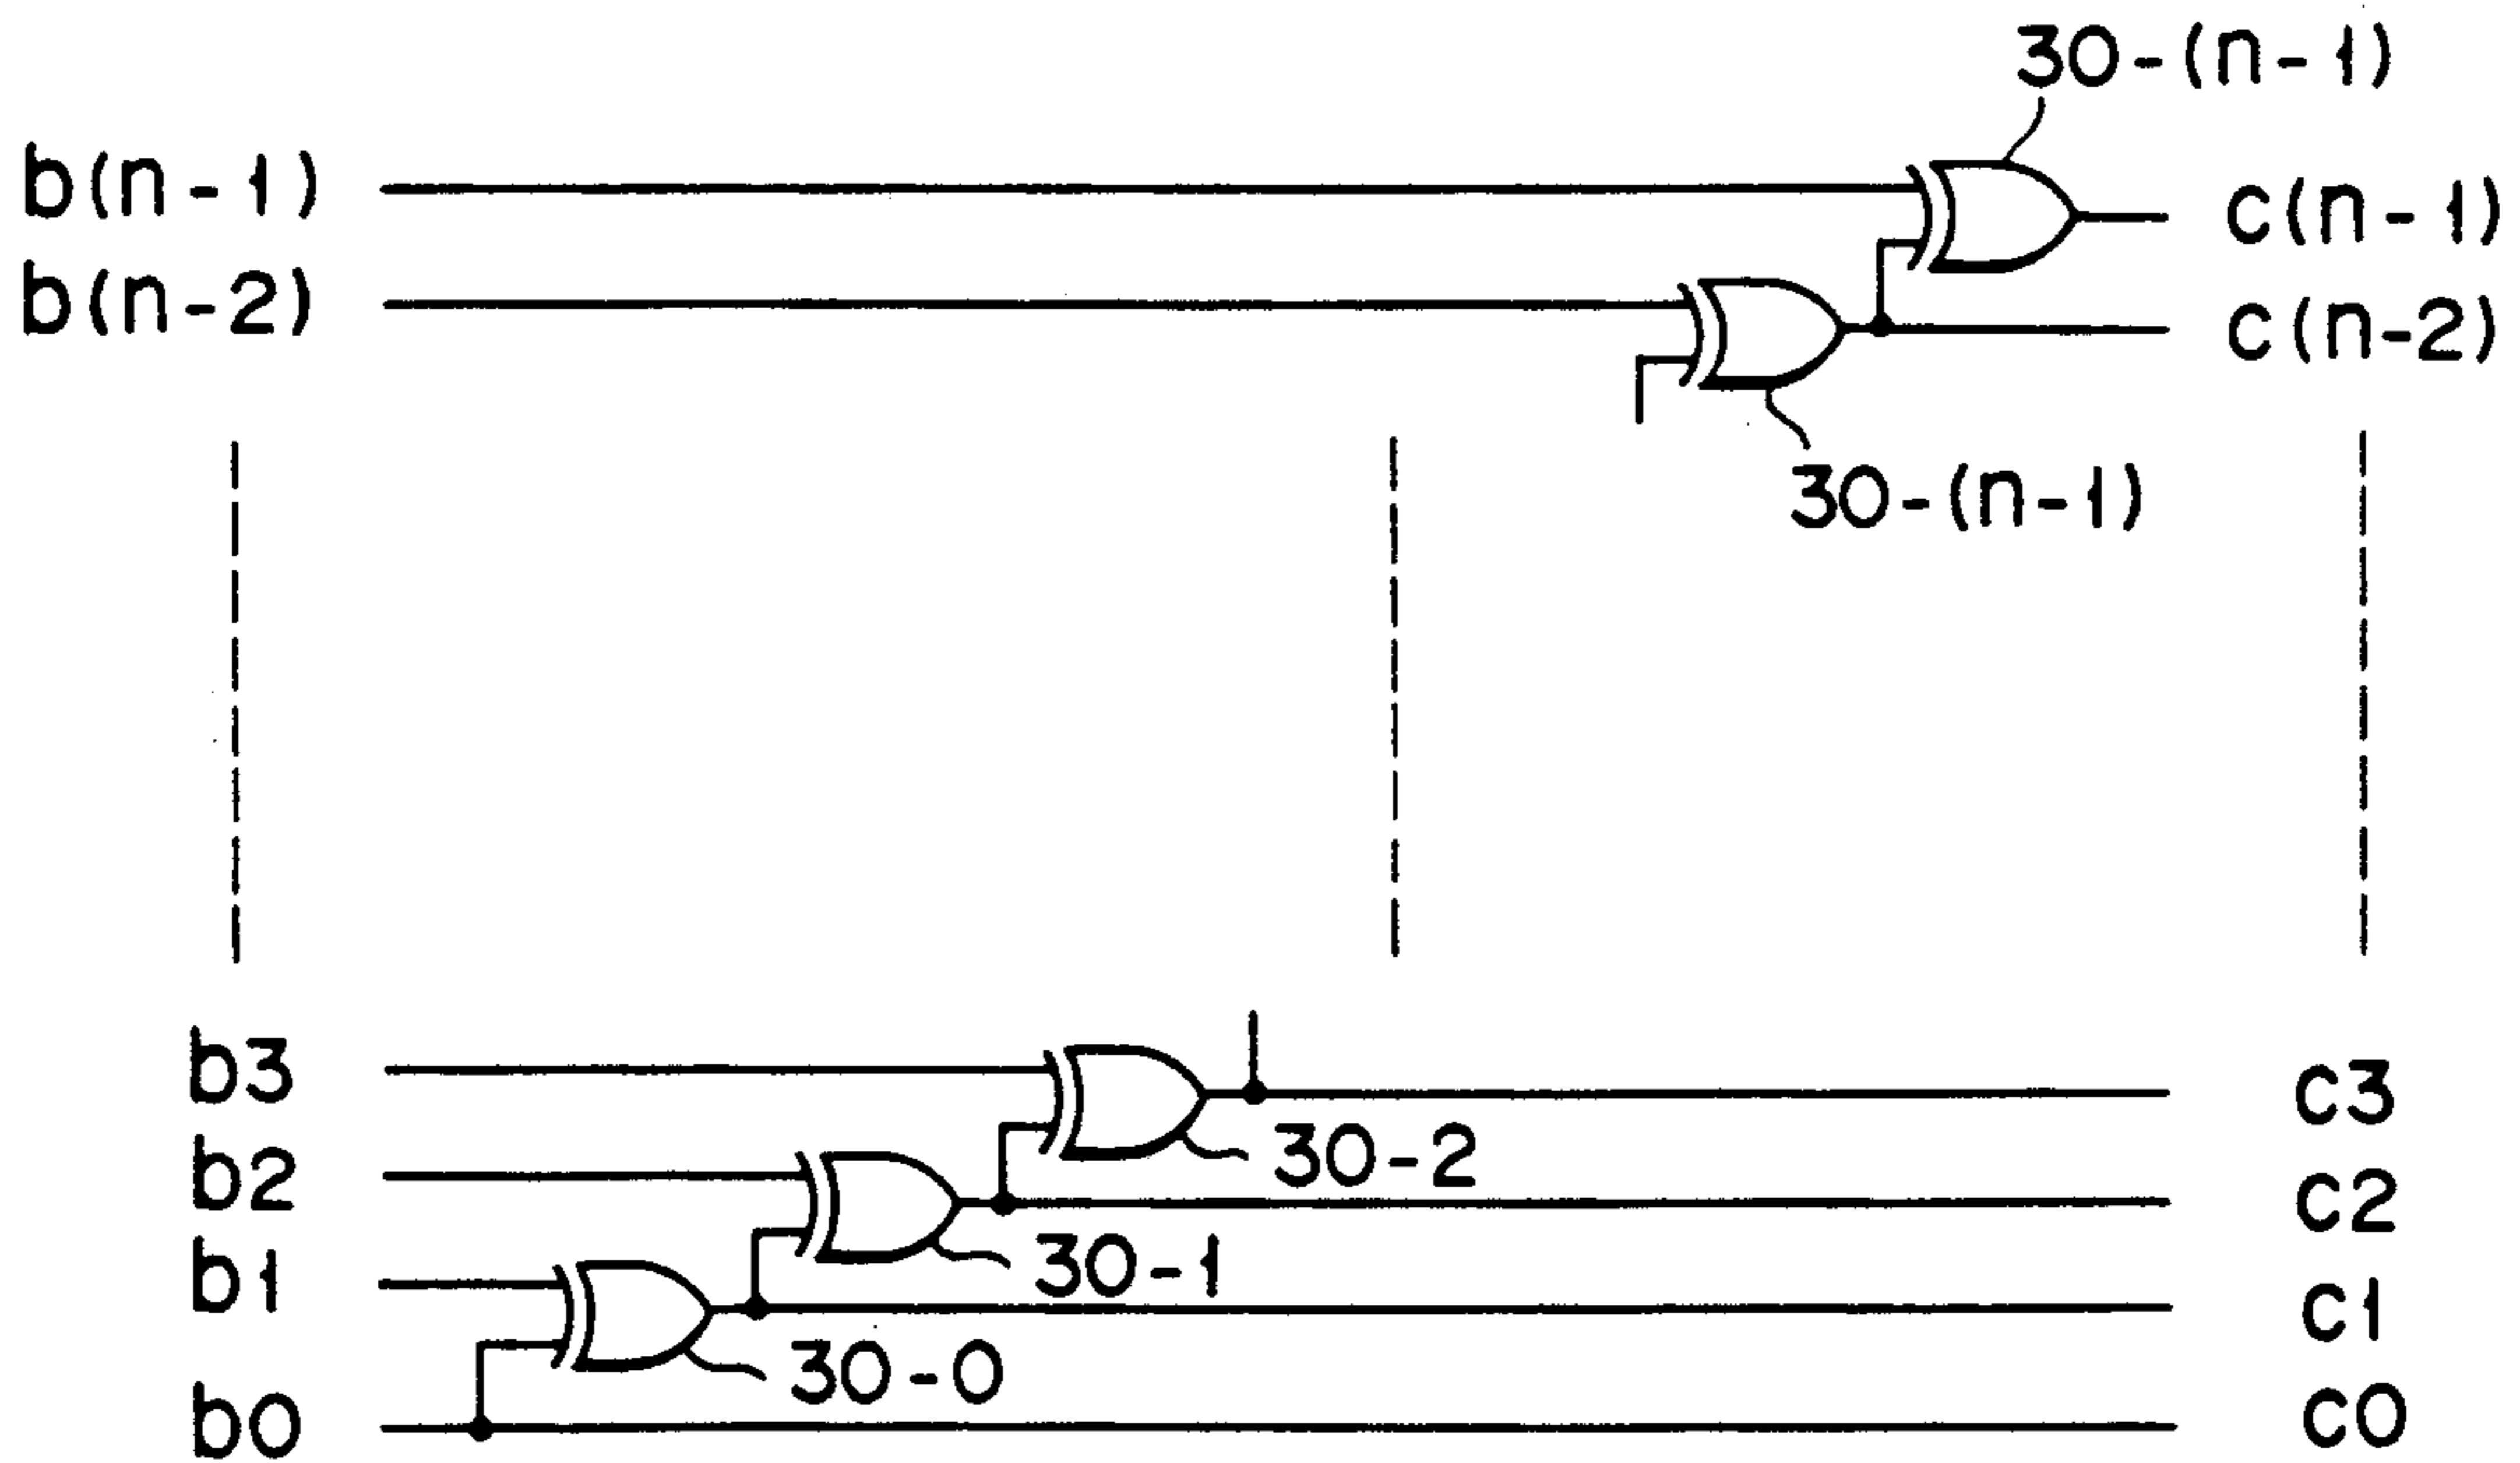 30-(n-1)
b(n-1)
c(n-1)
b(n-2)
c(n-2)
30-(n-1)
b3
c3
30-2
b2
c2
30-1
b1
c1
30-0
b0
c0